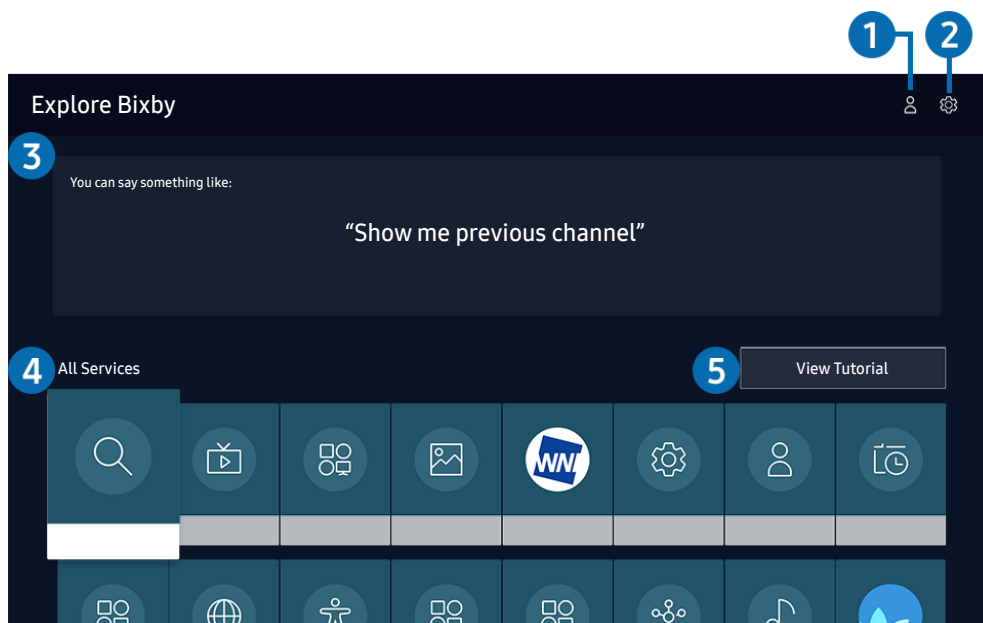 1 2
Explore Bixby
3
You can say something like:
“Show me previous channel”
4 All Services
5 View Tutorial
WNI